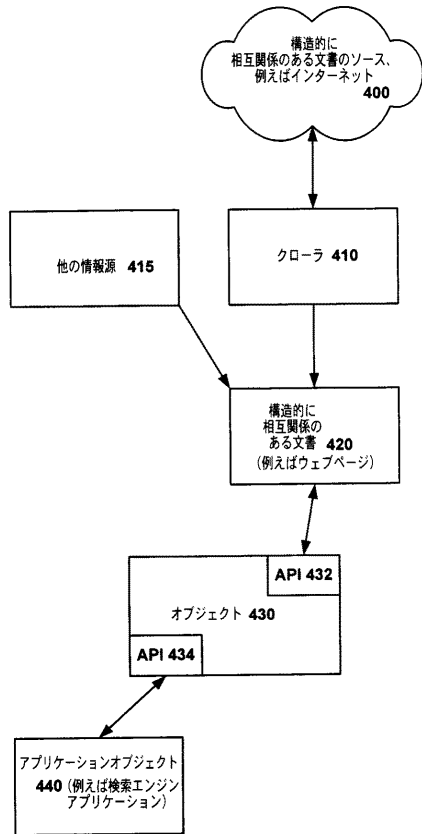 構造的に
相互関係のある文書のソース、
例えばインターネット
400
他の情報源 415
クローラ 410
構造的に
相互関係の
ある文書 420
(例えばウェブページ)
API 432
オブジェクト 430
API 434
アプリケーションオブジェクト
440 (例えば検索エンジン
アプリケーション)